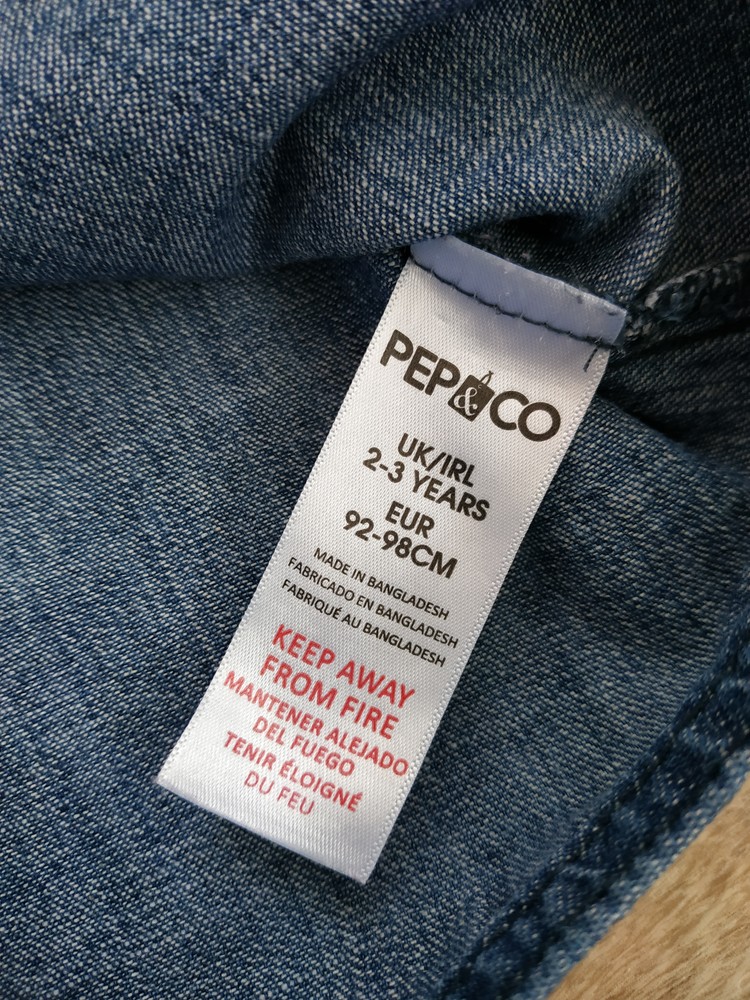 PEP&CO
UK/IRL
2-3 YEARS
EUR
92-98CM
MADE IN BANGLADESH
FABRICADO EN BANGLADESH
FABRIQUÉ AU BANGLADESH
KEEP AWAY
FROM FIRE
MANTENER ALEJADO
DEL FUEGO
TENIR ÉLOIGNÉ
DU FEU